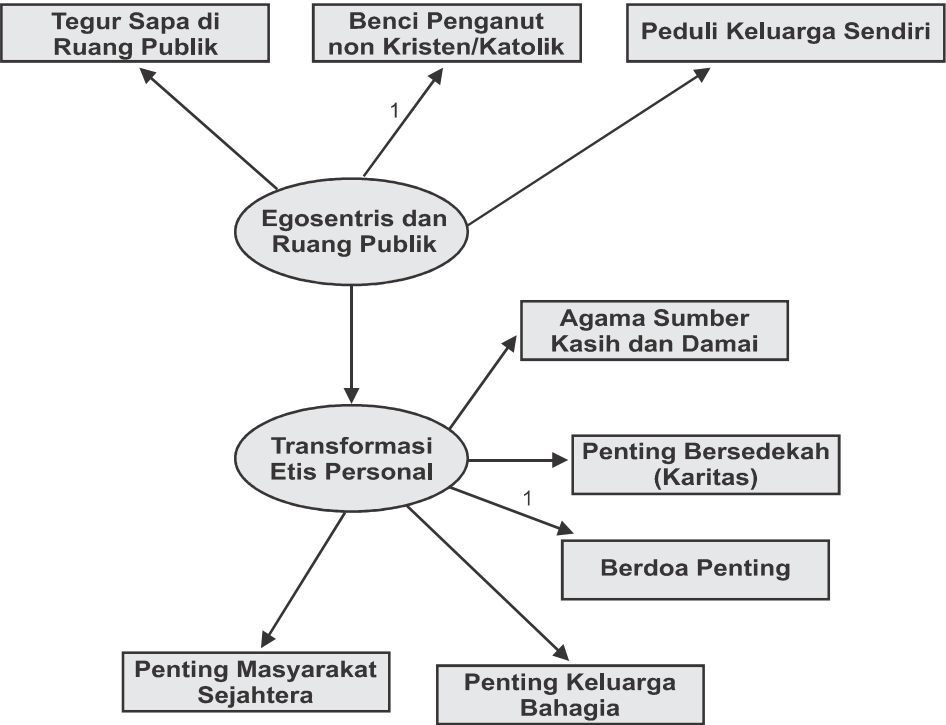 Tegur Sapa di
Ruang Publik
Benci Penganut
non Kristen/Katolik
Peduli Keluarga Sendiri
1
Egosentris dan
Ruang Publik
Agama Sumber
Kasih dan Damai
Transformasi
Etis Personal
Penting Bersedekah
(Karitas)
1
Berdoa Penting
Penting Masyarakat
Sejahtera
Penting Keluarga
Bahagia